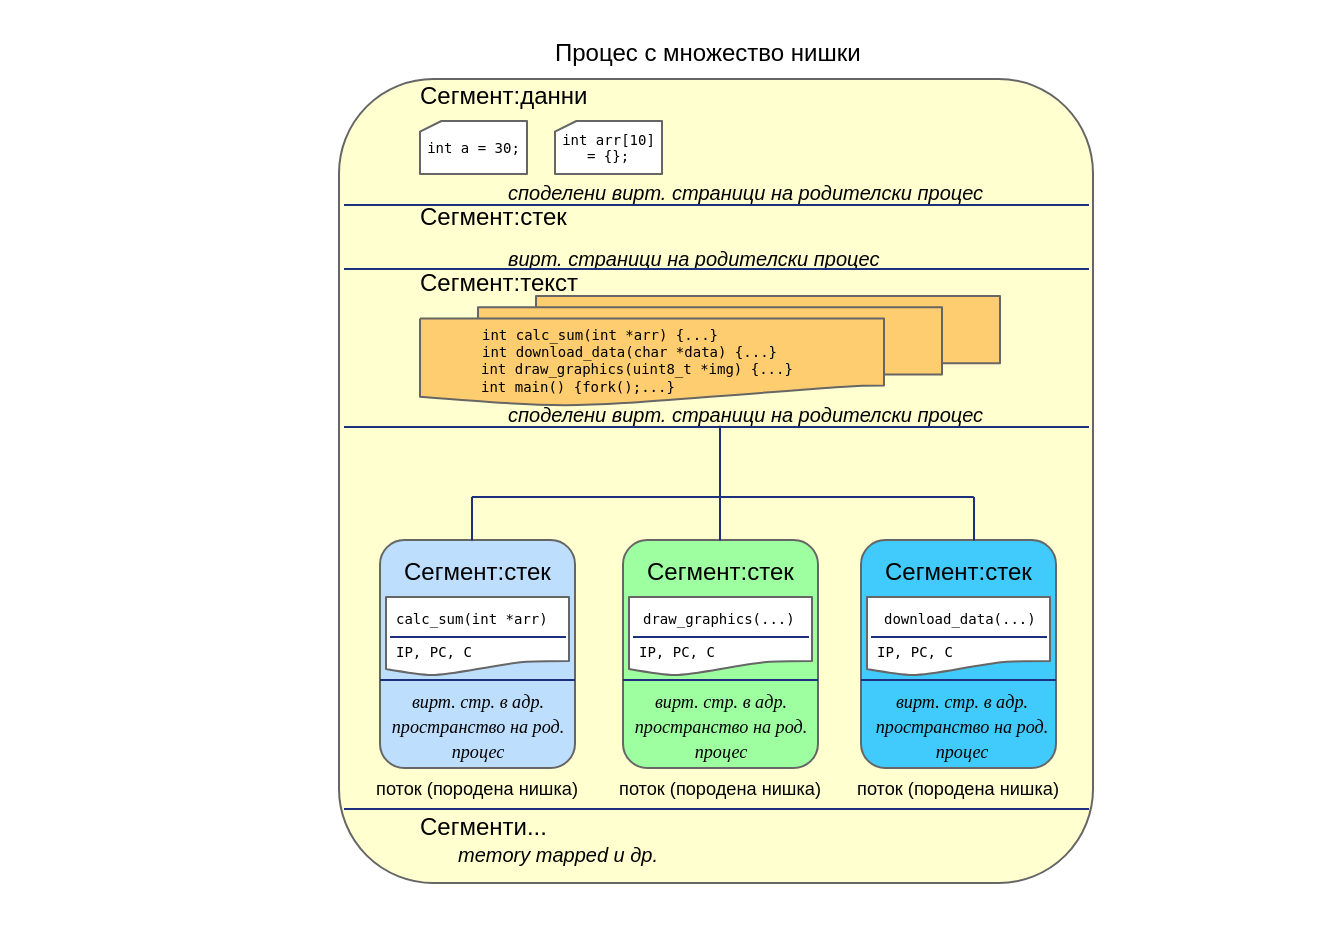 Процес с множество нишки
Сегмент:данни
int a = 30;
int arr[10]
= {};
споделени вирт. страници на родителски процес
Сегмент:стек
вирт. страници на родителски процес
Сегмент:текст
int calc_sum(int *arr) {...}
int download_data(char *data) {...}
int draw_graphics(uint8_t *img) {...}
int main() {fork();...}
споделени вирт. страници на родителски процес
Сегмент:стек
calc_sum(int *arr)
IP, PC, C
вирт. стр. в адр.
пространство на род.
процес
поток (породена нишка)
Сегмент:стек
draw_graphics(...)
IP, PC, C
вирт. стр. в адр.
пространство на род.
процес
поток (породена нишка)
Сегмент:стек
download_data(...)
IP, PC, C
вирт. стр. в адр.
пространство на род.
процес
поток (породена нишка)
Сегменти...
memory mapped и др.